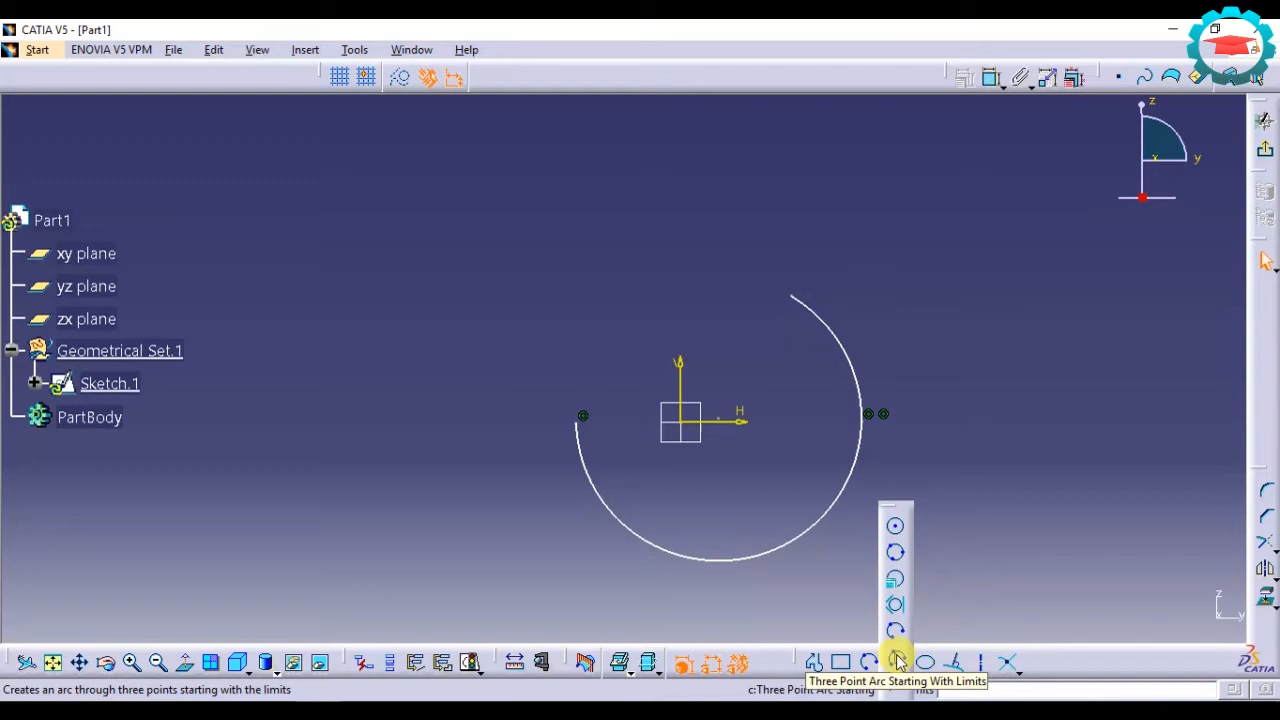 CATIA V5 - [Part1]
Start ENOVIA V5 VPM File Edit View Insert Tools Window Help
z
x y
Part1
xy plane
yz plane
zx plane
Geometrical Set.1
Sketch.1
PartBody
V
H
z
x y
Three Point Arc Starting With Limits
Creates an arc through three points starting with the limits
c:Three Point Arc Starting
CATIA